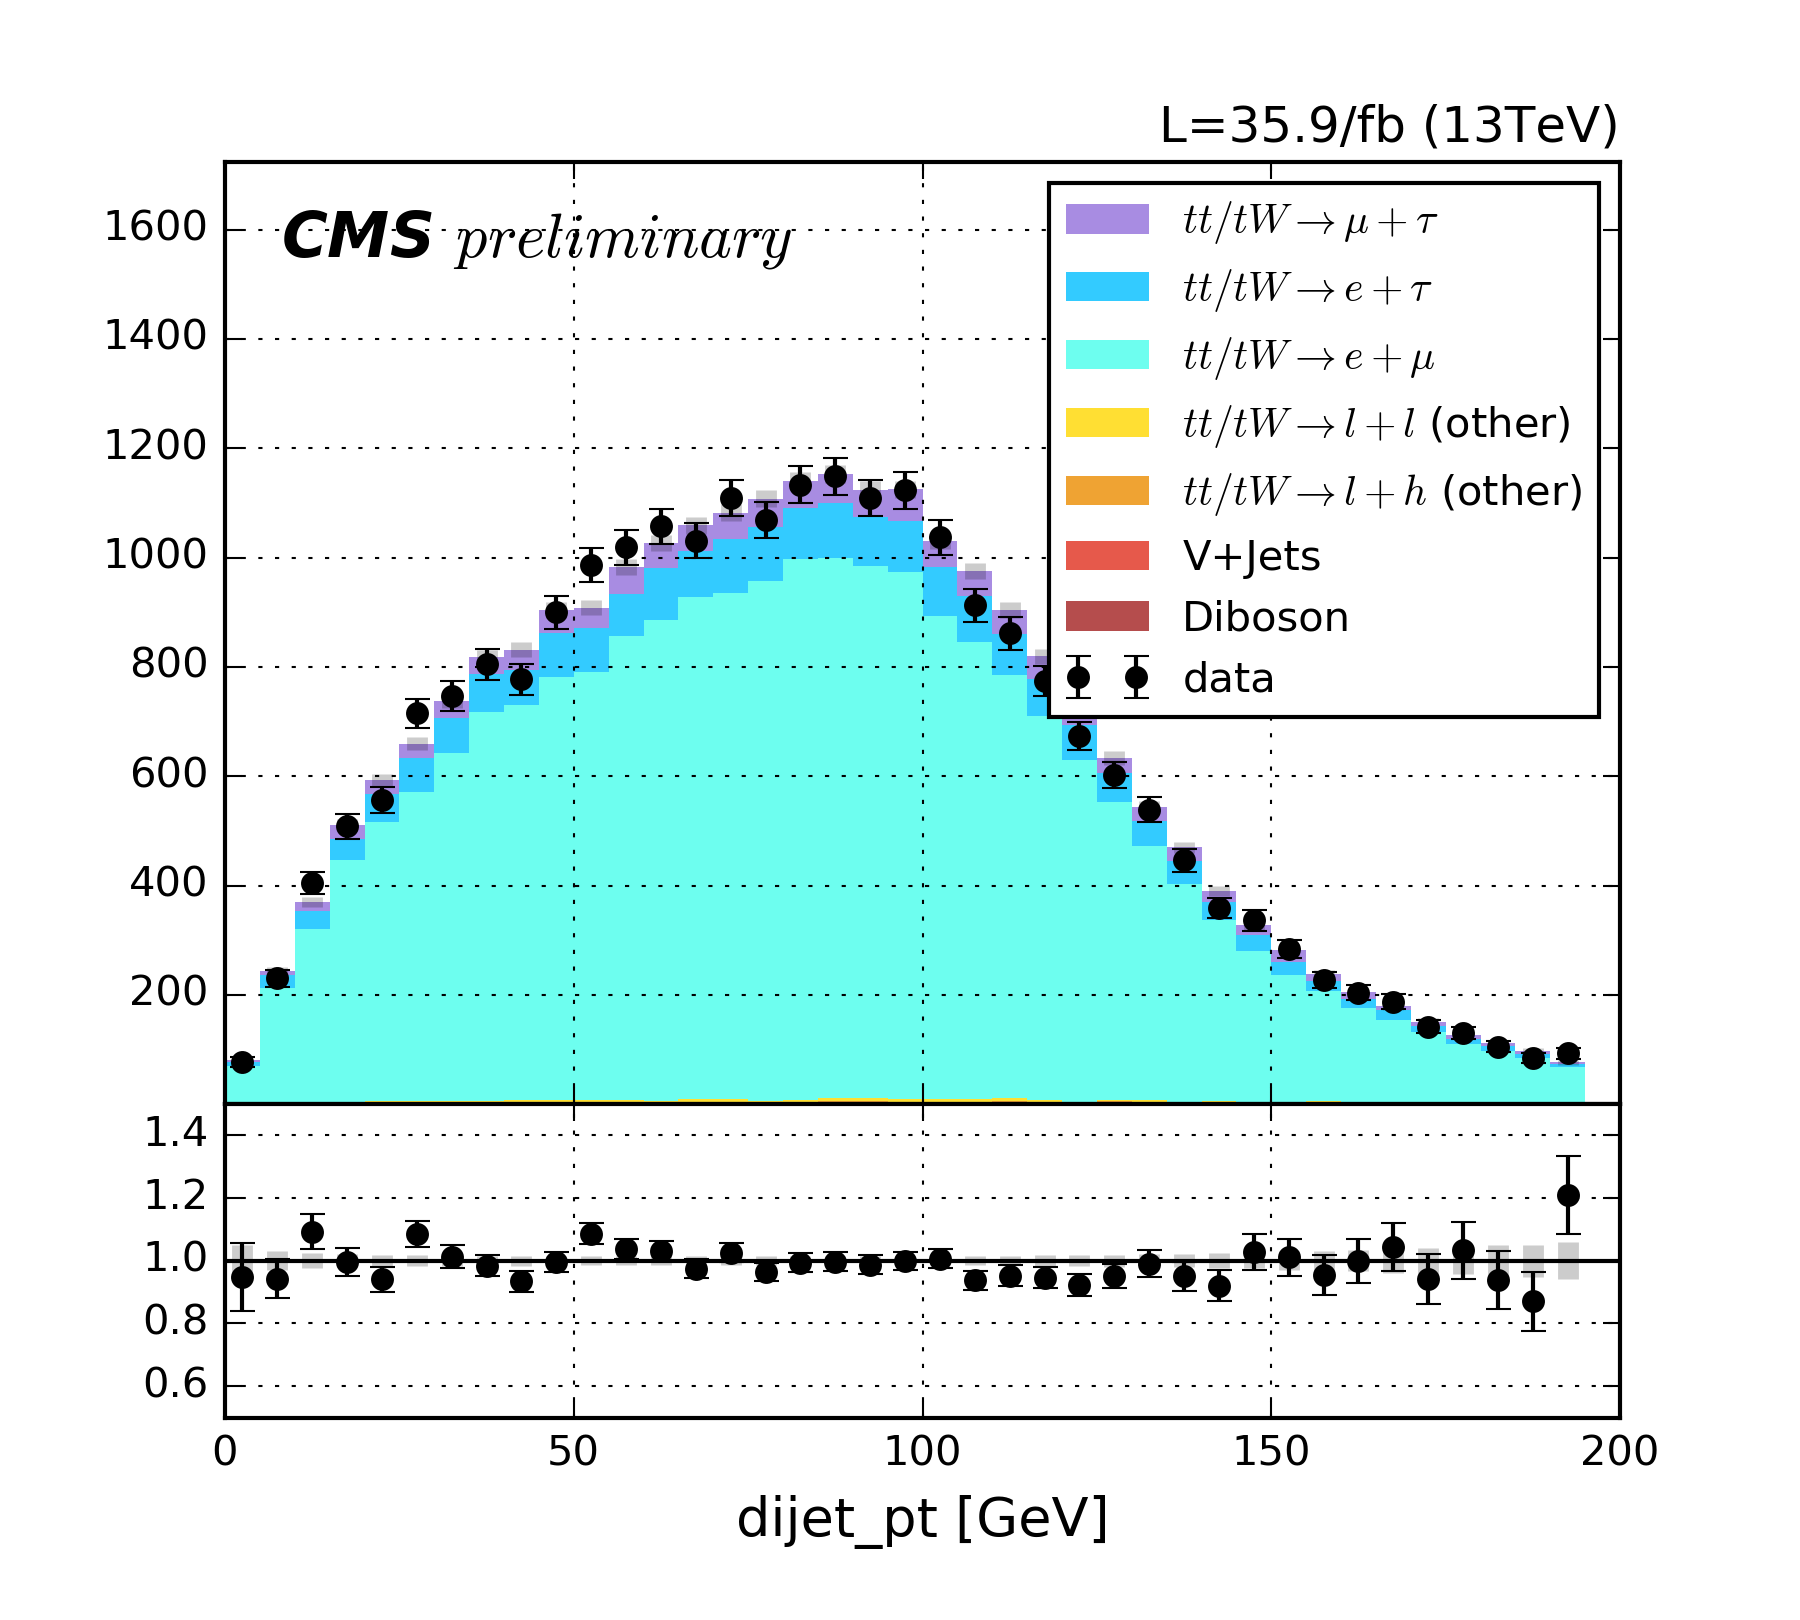 L=35.9/fb (13TeV)
CMS preliminary
1600
1400
1200
1000
800
600
400
200
tt/tW → μ + τ
tt/tW → e + τ
tt/tW → e + μ
tt/tW → l + l (other)
tt/tW → l + h (other)
V+Jets
Diboson
data
1.4
1.2
1.0
0.8
0.6
0 50 100 150 200
dijet_pt [GeV]